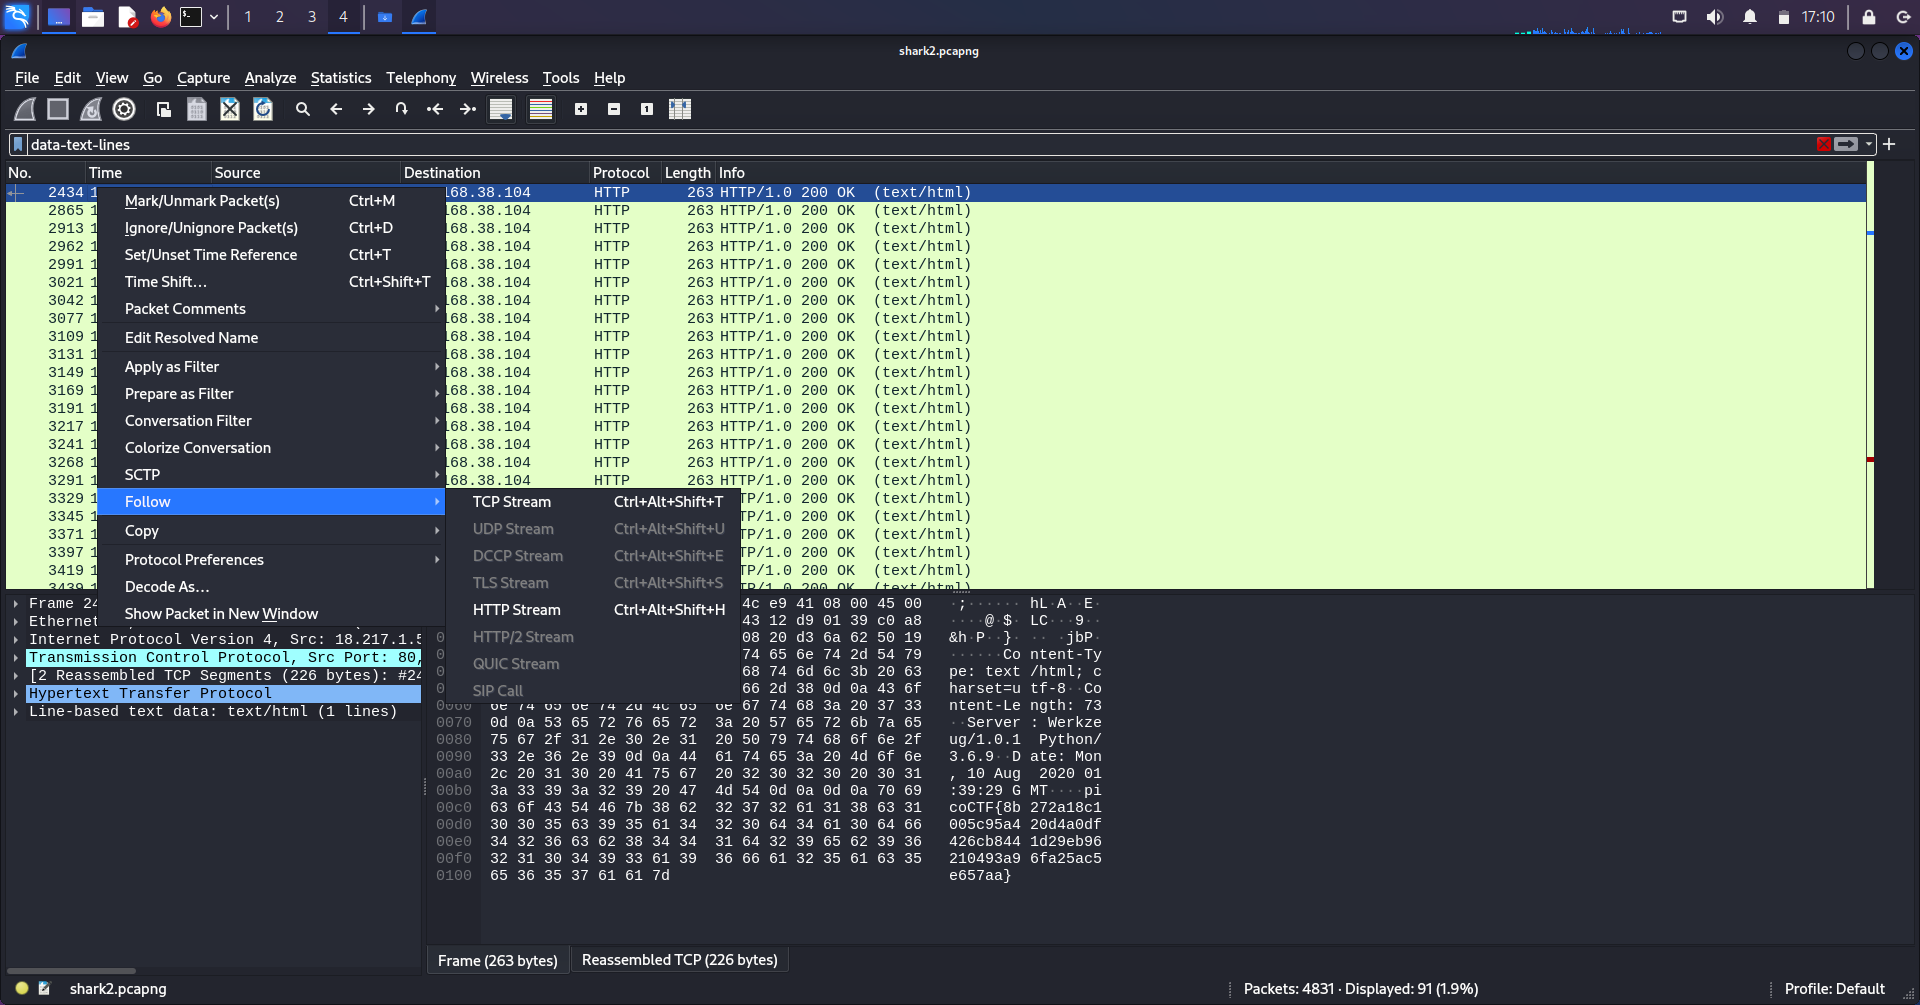 1 2 3 4 17:10
shark2.pcapng
File Edit View Go Capture Analyze Statistics Telephony Wireless Tools Help
data-text-lines
No. Time Source Destination Protocol Length Info
2434 1 168.38.104 HTTP 263 HTTP/1.0 200 OK (text/html)
2865 1 168.38.104 HTTP 263 HTTP/1.0 200 OK (text/html)
2913 1 168.38.104 HTTP 263 HTTP/1.0 200 OK (text/html)
2962 1 168.38.104 HTTP 263 HTTP/1.0 200 OK (text/html)
2991 1 168.38.104 HTTP 263 HTTP/1.0 200 OK (text/html)
3021 1 168.38.104 HTTP 263 HTTP/1.0 200 OK (text/html)
3042 1 168.38.104 HTTP 263 HTTP/1.0 200 OK (text/html)
3077 1 168.38.104 HTTP 263 HTTP/1.0 200 OK (text/html)
3109 1 168.38.104 HTTP 263 HTTP/1.0 200 OK (text/html)
3131 1 168.38.104 HTTP 263 HTTP/1.0 200 OK (text/html)
3149 1 168.38.104 HTTP 263 HTTP/1.0 200 OK (text/html)
3169 1 168.38.104 HTTP 263 HTTP/1.0 200 OK (text/html)
3191 1 168.38.104 HTTP 263 HTTP/1.0 200 OK (text/html)
3217 1 168.38.104 HTTP 263 HTTP/1.0 200 OK (text/html)
3241 1 168.38.104 HTTP 263 HTTP/1.0 200 OK (text/html)
3268 1 168.38.104 HTTP 263 HTTP/1.0 200 OK (text/html)
3291 1 168.38.104 HTTP 263 HTTP/1.0 200 OK (text/html)
3329 1 TP/1.0 200 OK (text/html)
3345 1 TP/1.0 200 OK (text/html)
3371 1 TP/1.0 200 OK (text/html)
3397 1 TP/1.0 200 OK (text/html)
3419 1 TP/1.0 200 OK (text/html)
3439 1 TP/1.0 200 OK (text/html)
Mark/Unmark Packet(s) Ctrl+M
Ignore/Unignore Packet(s) Ctrl+D
Set/Unset Time Reference Ctrl+T
Time Shift… Ctrl+Shift+T
Packet Comments
Edit Resolved Name
Apply as Filter
Prepare as Filter
Conversation Filter
Colorize Conversation
SCTP
Follow
Copy
Protocol Preferences
Decode As…
Show Packet in New Window
TCP Stream Ctrl+Alt+Shift+T
UDP Stream Ctrl+Alt+Shift+U
DCCP Stream Ctrl+Alt+Shift+E
TLS Stream Ctrl+Alt+Shift+S
HTTP Stream Ctrl+Alt+Shift+H
HTTP/2 Stream
QUIC Stream
SIP Call
Frame 24
Ethernet
Internet Protocol Version 4, Src: 18.217.1.5
Transmission Control Protocol, Src Port: 80,
[2 Reassembled TCP Segments (226 bytes): #24
Hypertext Transfer Protocol
Line-based text data: text/html (1 lines)
4c e9 41 08 00 45 00 ·;······ hL·A··E·
43 12 d9 01 39 c0 a8 ····@·$· LC···9··
0 08 20 d3 6a 62 50 19 &h·P··}· ·· ·jbP·
0 74 65 6e 74 2d 54 79 ······Co ntent-Ty
0 68 74 6d 6c 3b 20 63 pe: text /html; c
0 66 2d 38 0d 0a 43 6f harset=u tf-8··Co
0060 6e 74 65 6e 74 2d 4c 65 6e 67 74 68 3a 20 37 33 ntent-Le ngth: 73
0070 0d 0a 53 65 72 76 65 72 3a 20 57 65 72 6b 7a 65 ··Server : Werkze
0080 75 67 2f 31 2e 30 2e 31 20 50 79 74 68 6f 6e 2f ug/1.0.1 Python/
0090 33 2e 36 2e 39 0d 0a 44 61 74 65 3a 20 4d 6f 6e 3.6.9··D ate: Mon
00a0 2c 20 31 30 20 41 75 67 20 32 30 32 30 20 30 31 , 10 Aug 2020 01
00b0 3a 33 39 3a 32 39 20 47 4d 54 0d 0a 0d 0a 70 69 :39:29 G MT····pi
00c0 63 6f 43 54 46 7b 38 62 32 37 32 61 31 38 63 31 coCTF{8b 272a18c1
00d0 30 30 35 63 39 35 61 34 32 30 64 34 61 30 64 66 005c95a4 20d4a0df
00e0 34 32 36 63 62 38 34 34 31 64 32 39 65 62 39 36 426cb844 1d29eb96
00f0 32 31 30 34 39 33 61 39 36 66 61 32 35 61 63 35 210493a9 6fa25ac5
0100 65 36 35 37 61 61 7d e657aa}
Frame (263 bytes) Reassembled TCP (226 bytes)
shark2.pcapng Packets: 4831 · Displayed: 91 (1.9%) Profile: Default